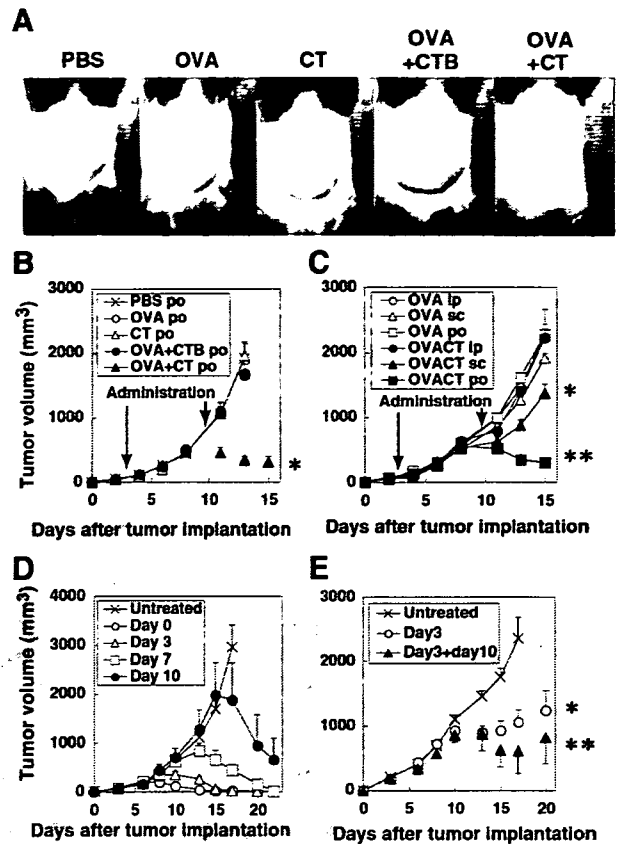 A
PBS OVA CT OVA +CTB OVA +CT
B
3000
2000
1000
0
Tumor volume (mm3)
PBS po
OVA po
CT po
OVA+CTB po
OVA+CT po
Administration
*
0 5 10 15
Days after tumor implantation
C
3000
2000
1000
0
OVA ip
OVA sc
OVA po
OVACT ip
OVACT sc
OVACT po
Administration
*
**
0 5 10 15
Days after tumor implantation
D
4000
3000
2000
1000
0
Tumor volume (mm3)
Untreated
Day 0
Day 3
Day 7
Day 10
0 5 10 15 20
Days after tumor implantation
E
3000
2000
1000
0
Untreated
Day3
Day3+day10
*
**
0 5 10 15 20
Days after tumor implantation